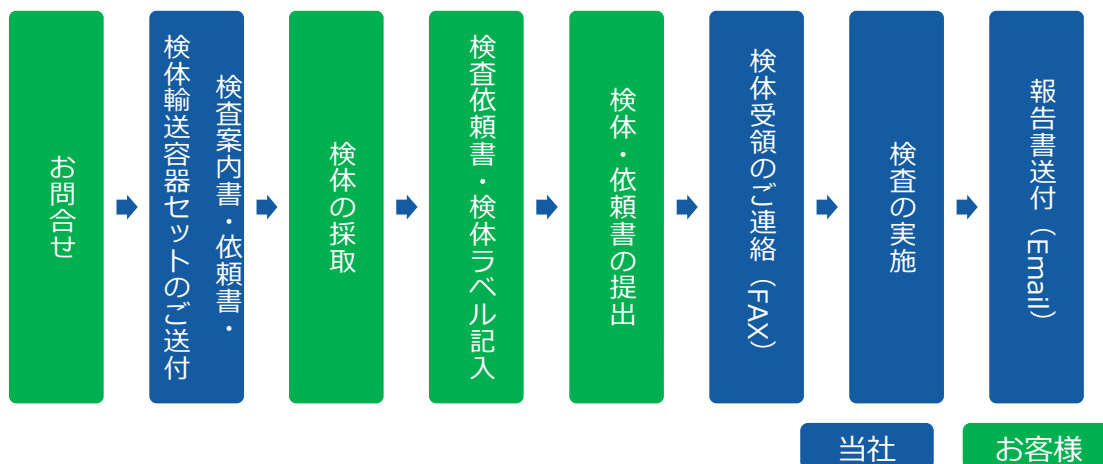 お問合せ
検査案内書・依頼書・
検体輸送容器セットのご送付
検体の採取
検査依頼書・検体ラベル記入
検体・依頼書の提出
検体受領のご連絡（FAX）
検査の実施
報告書送付（Email）
当社
お客様